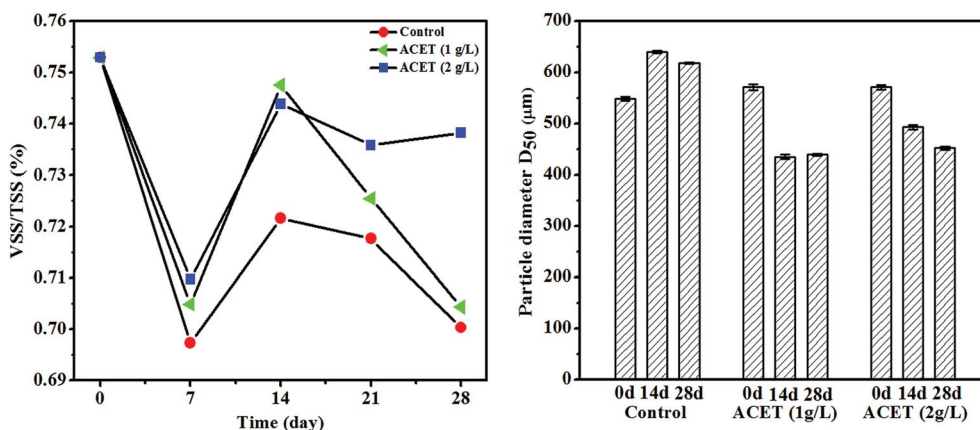 0.76
0.75
0.74
0.73
0.72
0.71
0.70
0.69
VSS/TSS (%)
Control
ACET (1 g/L)
ACET (2 g/L)
0 7 14 21 28
Time (day)
700
600
500
400
300
200
100
0
Particle diameter D50 (μm)
0d 14d 28d 0d 14d 28d 0d 14d 28d
Control ACET (1g/L) ACET (2g/L)